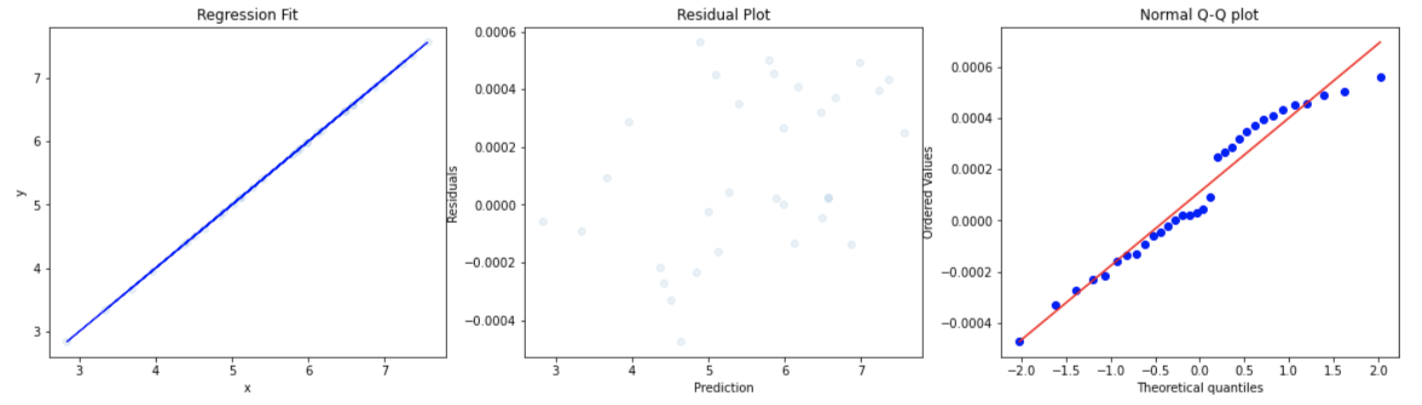 Regression Fit
7
6
5
4
3
3 4 5 6 7
x
y
Residual Plot
0.0006
0.0004
0.0002
0.0000
−0.0002
−0.0004
3 4 5 6 7
Prediction
Residuals
Normal Q-Q plot
0.0006
0.0004
0.0002
0.0000
−0.0002
−0.0004
−2.0 −1.5 −1.0 −0.5 0.0 0.5 1.0 1.5 2.0
Theoretical quantiles
Ordered Values